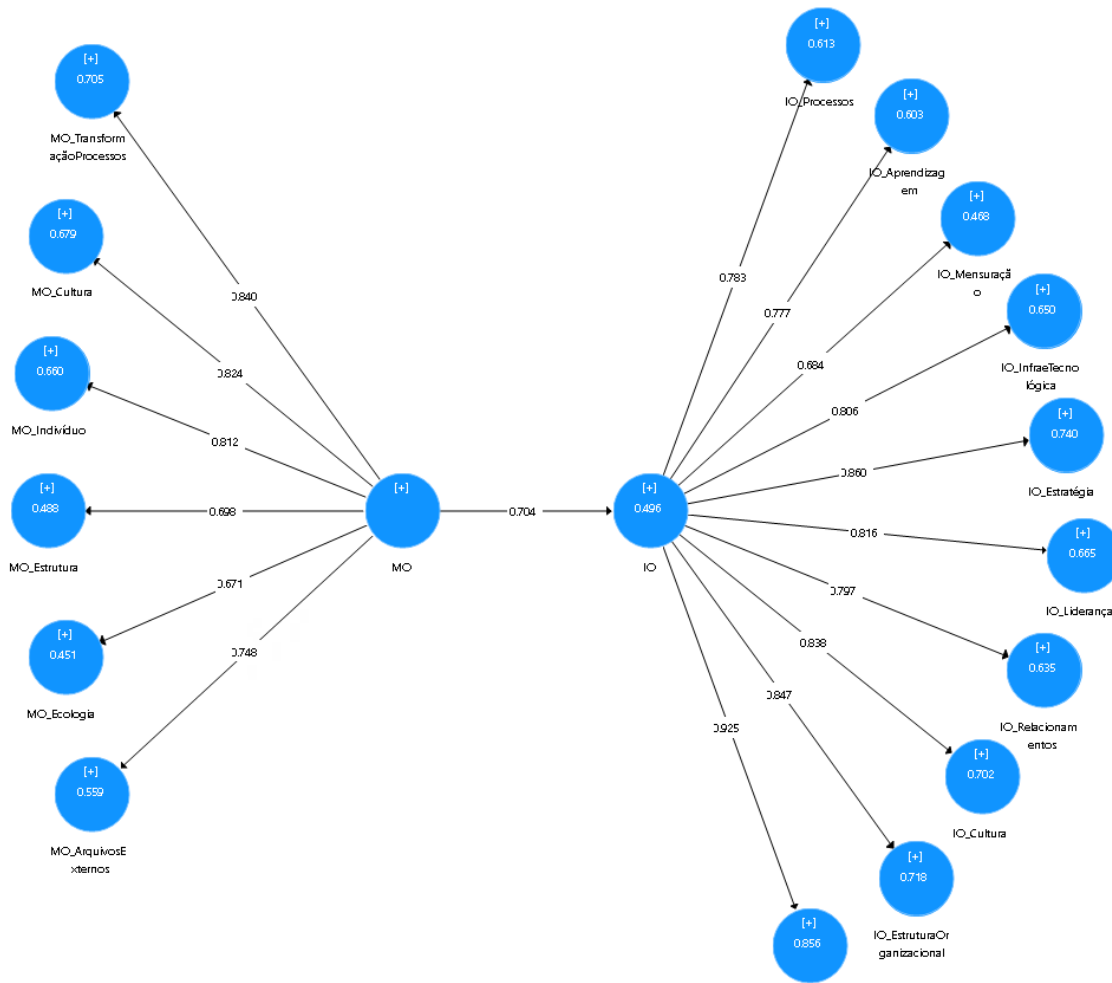 [+]
0.705
MO_Transform
açãoProcessos
[+]
0.679
MO_Cultura
[+]
0.660
MO_Indivíduo
[+]
0.488
MO_Estrutura
[+]
0.451
MO_Ecologia
[+]
0.559
MO_ArquivosE
xternos
0.840
0.824
0.812
0.698
0.671
0.748
[+]
MO
0.704
[+]
0.496
IO
0.783
0.777
0.684
0.806
0.860
0.816
0.797
0.838
0.847
0.925
[+]
0.613
IO_Processos
[+]
0.603
IO_Aprendizag
em
[+]
0.468
IO_Mensuraçã
o
[+]
0.650
IO_InfraeTecno
lógica
[+]
0.740
IO_Estratégia
[+]
0.665
IO_Liderança
[+]
0.635
IO_Relacionam
entos
[+]
0.702
IO_Cultura
[+]
0.718
IO_EstruturaOr
ganizacional
[+]
0.856